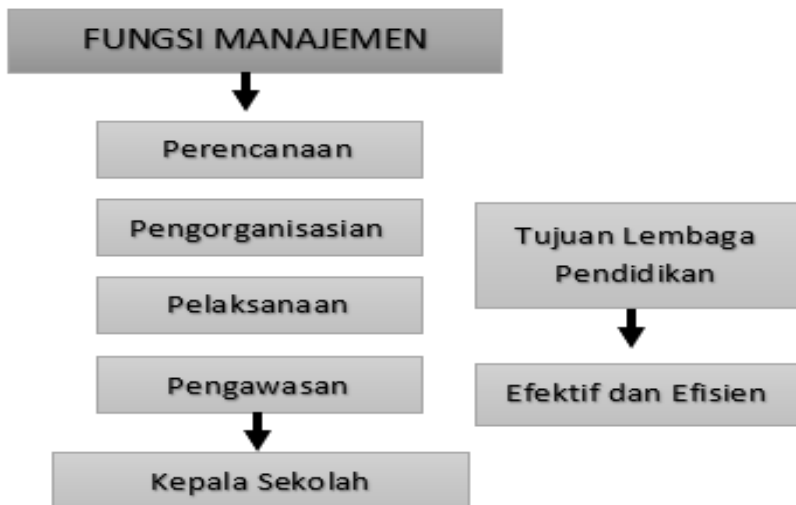 FUNGSI MANAJEMEN
Perencanaan
Pengorganisasian
Pelaksanaan
Pengawasan
Kepala Sekolah
Tujuan Lembaga
Pendidikan
Efektif dan Efisien